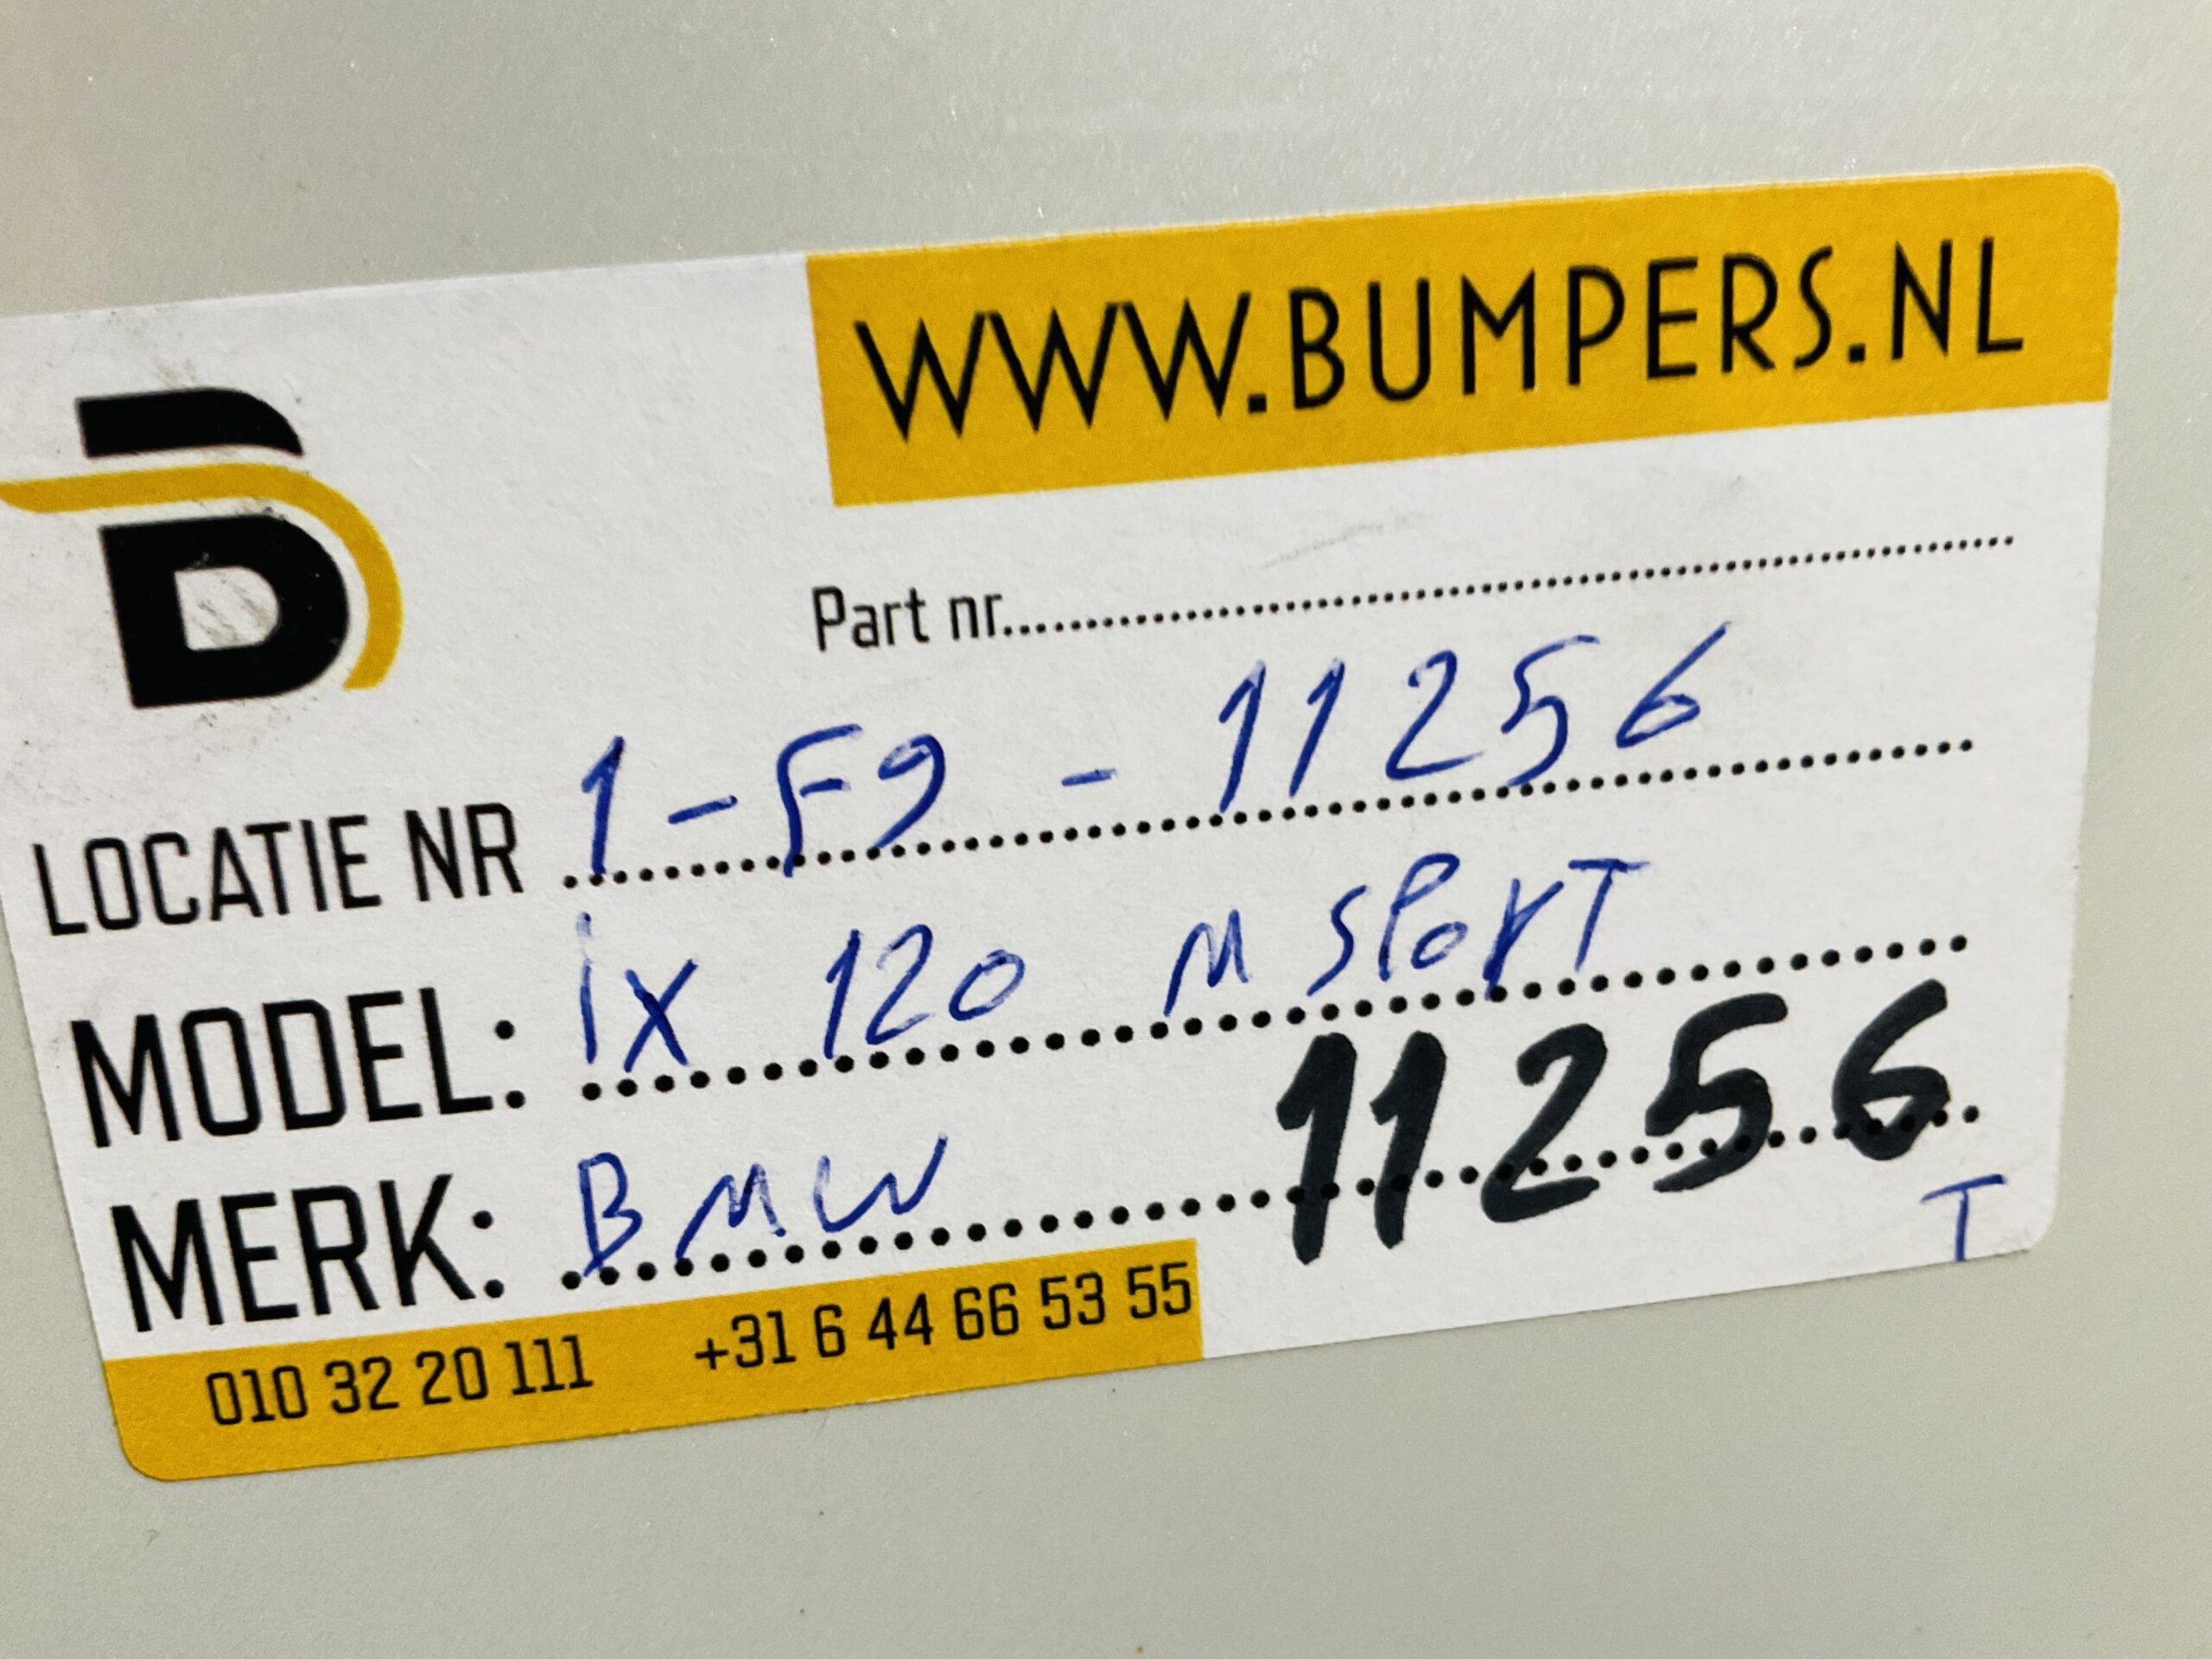 WWW.BUMPERS.NL
B
Part nr.......................................................
LOCATIE NR 1-F9 - 11256
MODEL: ix 120 M SPORT
MERK: BMW 11256
T
010 32 20 111 +31 6 44 66 53 55